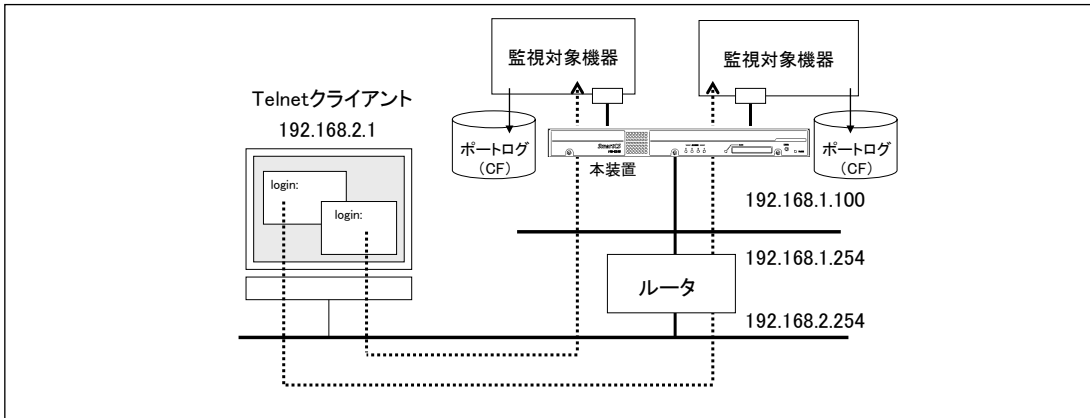 監視対象機器
監視対象機器
Telnetクライアント
192.168.2.1
ポートログ
(CF)
本装置
ポートログ
(CF)
login:
login:
192.168.1.100
192.168.1.254
ルータ
192.168.2.254